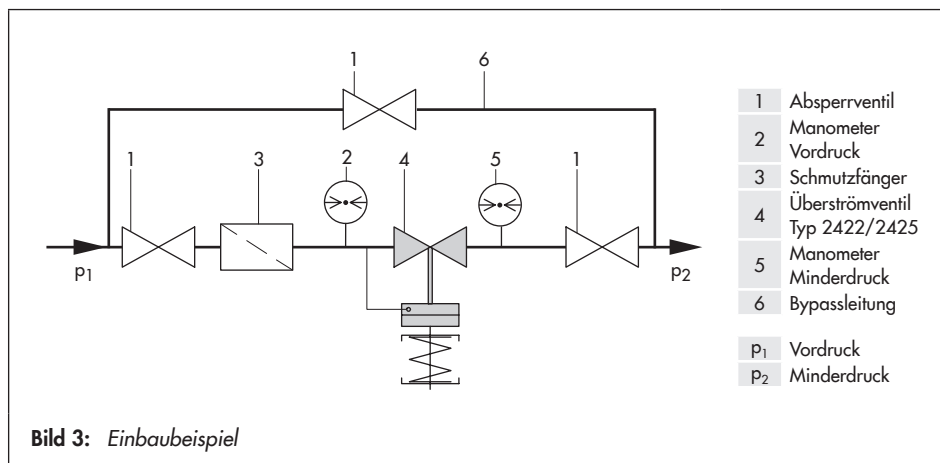 1 6
1 3 2 4 5 1
p1 p2
1 Absperrventil
2 Manometer
Vordruck
3 Schmutzfänger
4 Überströmventil
Typ 2422/2425
5 Manometer
Minderdruck
6 Bypassleitung
p1 Vordruck
p2 Minderdruck
Bild 3: Einbaubeispiel